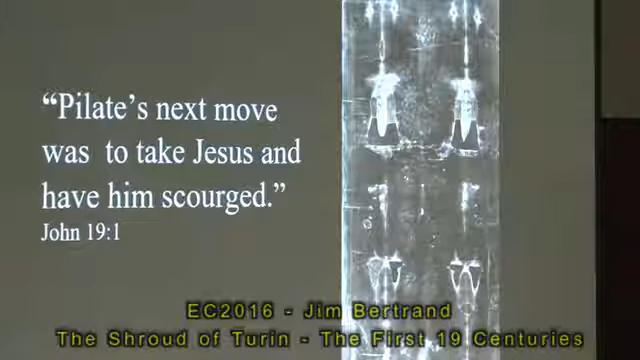 “Pilate’s next move
was to take Jesus and
have him scourged.”
John 19:1
EC2016 - Jim Bertrand
The Shroud of Turin - The First 19 Centuries